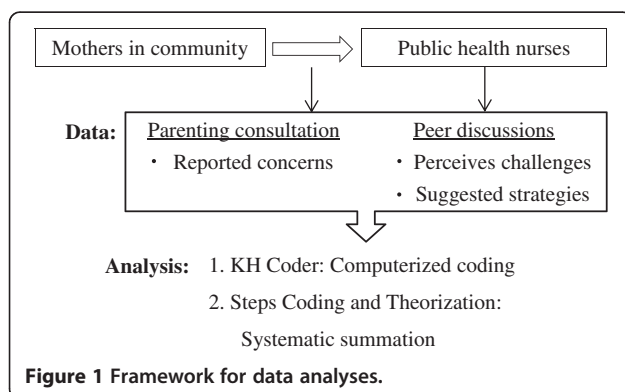 Mothers in community
Public health nurses
Data:
Parenting consultation
・ Reported concerns
Peer discussions
・ Perceives challenges
・ Suggested strategies
Analysis: 1. KH Coder: Computerized coding
2. Steps Coding and Theorization:
Systematic summation
Figure 1 Framework for data analyses.